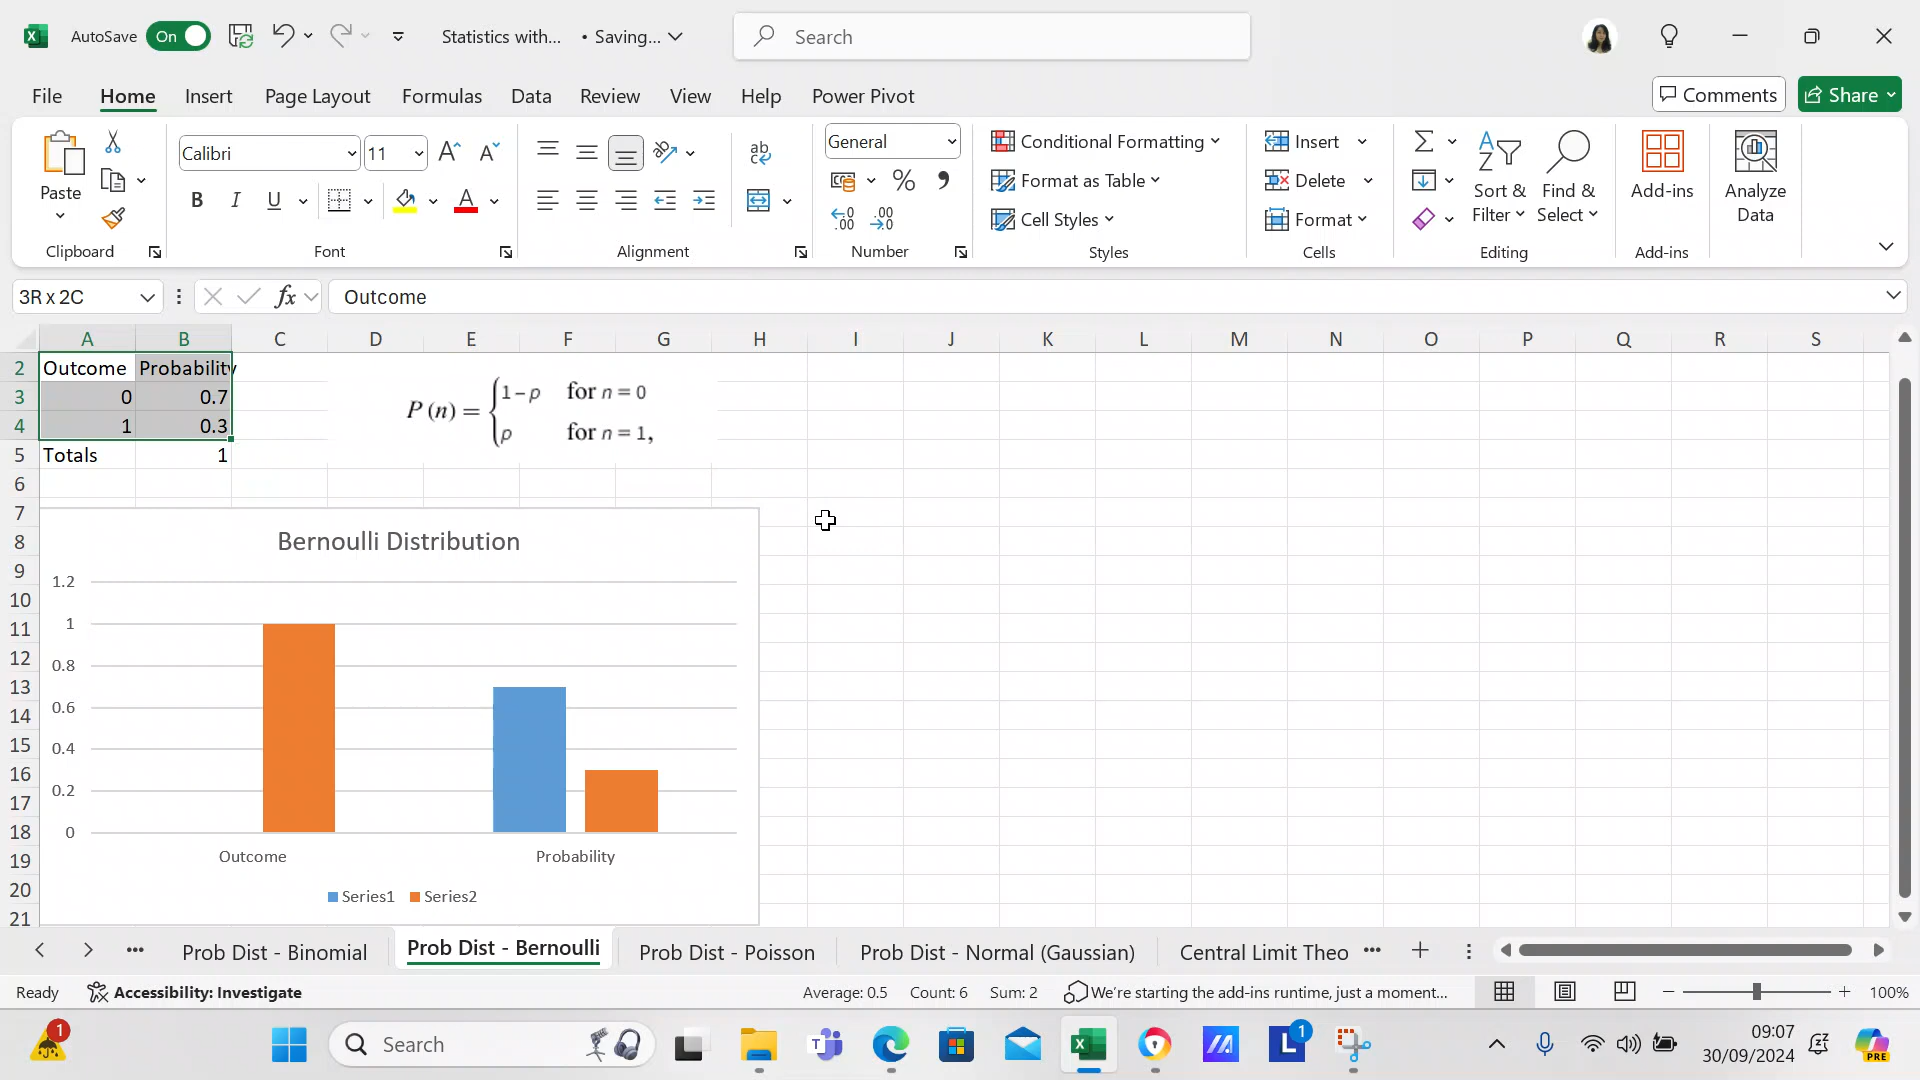 AutoSave On Statistics with... • Saving... Search
File Home Insert Page Layout Formulas Data Review View Help Power Pivot Comments Share
Paste Calibri 11 General Conditional Formatting Insert
Format as Table Delete Sort & Filter Find & Select Add-ins Analyze Data
Cell Styles Format
Clipboard Font Alignment Number Styles Cells Editing Add-ins
3R x 2C fx Outcome
A B C D E F G H I J K L M N O P Q R S
2 Outcome Probability
3 0 0.7
4 1 0.3
5 Totals 1
P (n) = { 1 – p for n = 0
p for n = 1,
6
7
8
9
10
11
12
13
14
15
16
17
18
19
20
21
Bernoulli Distribution
1.2
1
0.8
0.6
0.4
0.2
0
Outcome Probability
Series1 Series2
Prob Dist - Binomial Prob Dist - Bernoulli Prob Dist - Poisson Prob Dist - Normal (Gaussian) Central Limit Theo
Ready Accessibility: Investigate Average: 0.5 Count: 6 Sum: 2 We're starting the add-ins runtime, just a moment... 100%
1 Search 1 09:07
30/09/2024 PRE